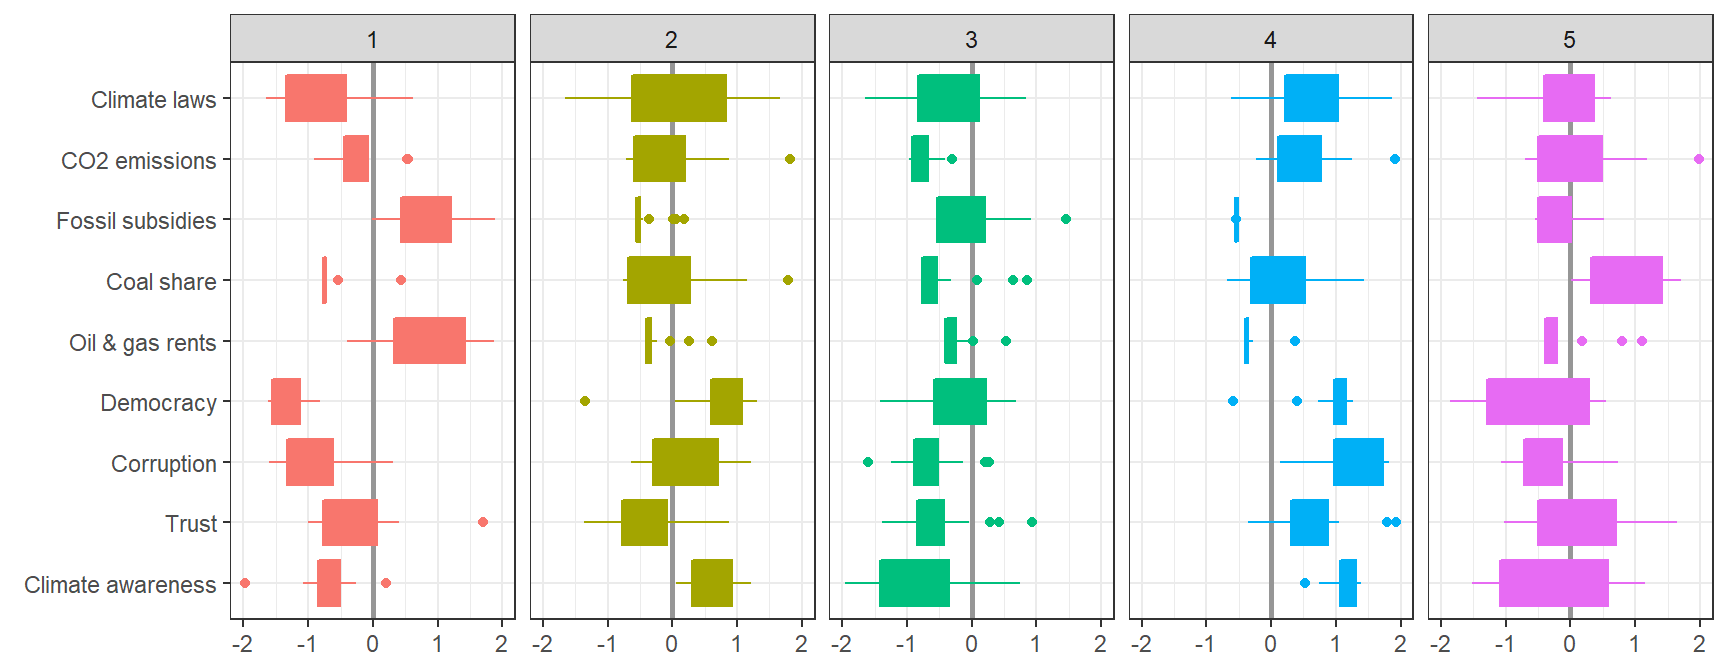 1 2 3 4 5
Climate laws
CO2 emissions
Fossil subsidies
Coal share
Oil & gas rents
Democracy
Corruption
Trust
Climate awareness
-2 -1 0 1 2 -2 -1 0 1 2 -2 -1 0 1 2 -2 -1 0 1 2 -2 -1 0 1 2